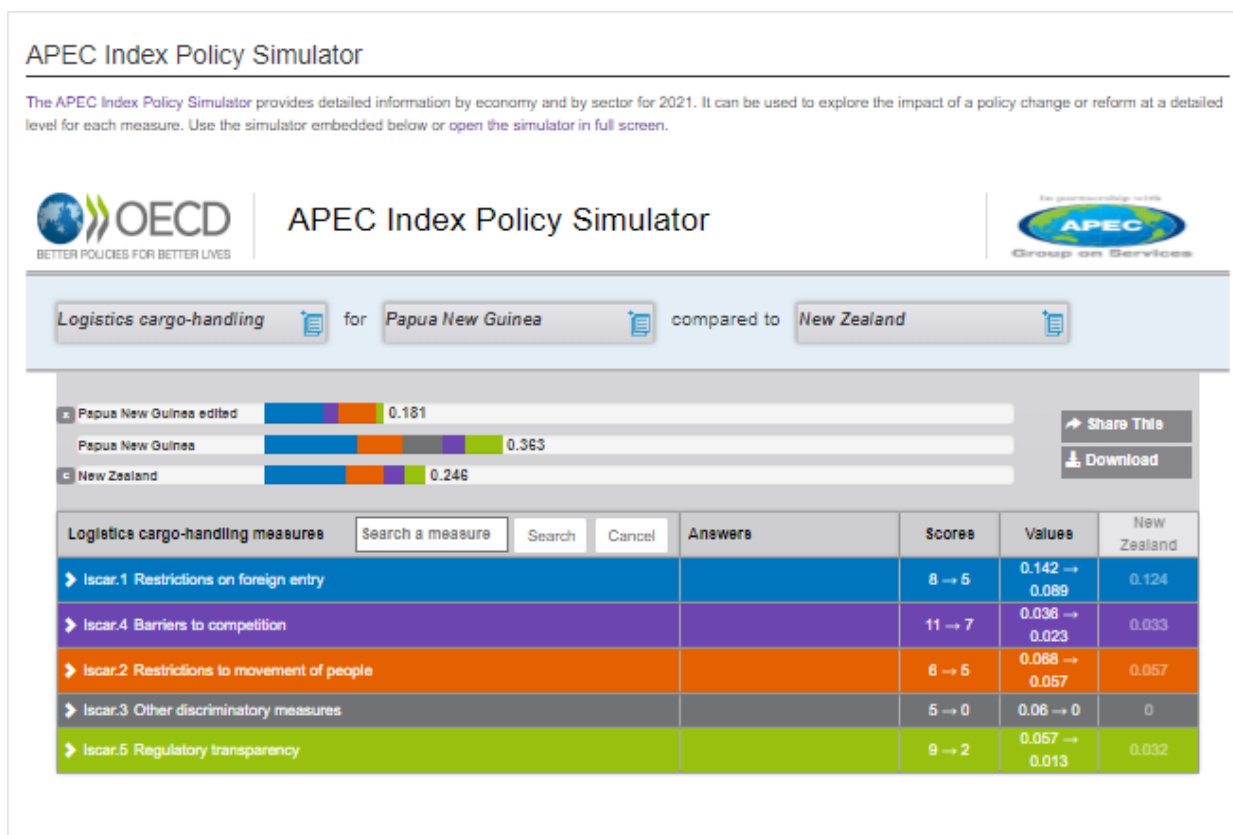 APEC Index Policy Simulator
The APEC Index Policy Simulator provides detailed information by economy and by sector for 2021. It can be used to explore the impact of a policy change or reform at a detailed
level for each measure. Use the simulator embedded below or open the simulator in full screen.
OECD
BETTER POLICIES FOR BETTER LIVES
APEC Index Policy Simulator
In partnership with
APEC
Group on Services
Logistics cargo-handling for Papua New Guinea compared to New Zealand
x Papua New Guinea edited 0.181
Papua New Guinea 0.363
c New Zealand 0.246
Share This
Download
Logistics cargo-handling measures Search a measure Search Cancel Answers Scores Values New Zealand
lscar.1 Restrictions on foreign entry 8 → 5 0.142 → 0.089 0.124
lscar.4 Barriers to competition 11 → 7 0.036 → 0.023 0.033
lscar.2 Restrictions to movement of people 6 → 5 0.068 → 0.057 0.057
lscar.3 Other discriminatory measures 5 → 0 0.06 → 0 0
lscar.5 Regulatory transparency 9 → 2 0.057 → 0.013 0.032